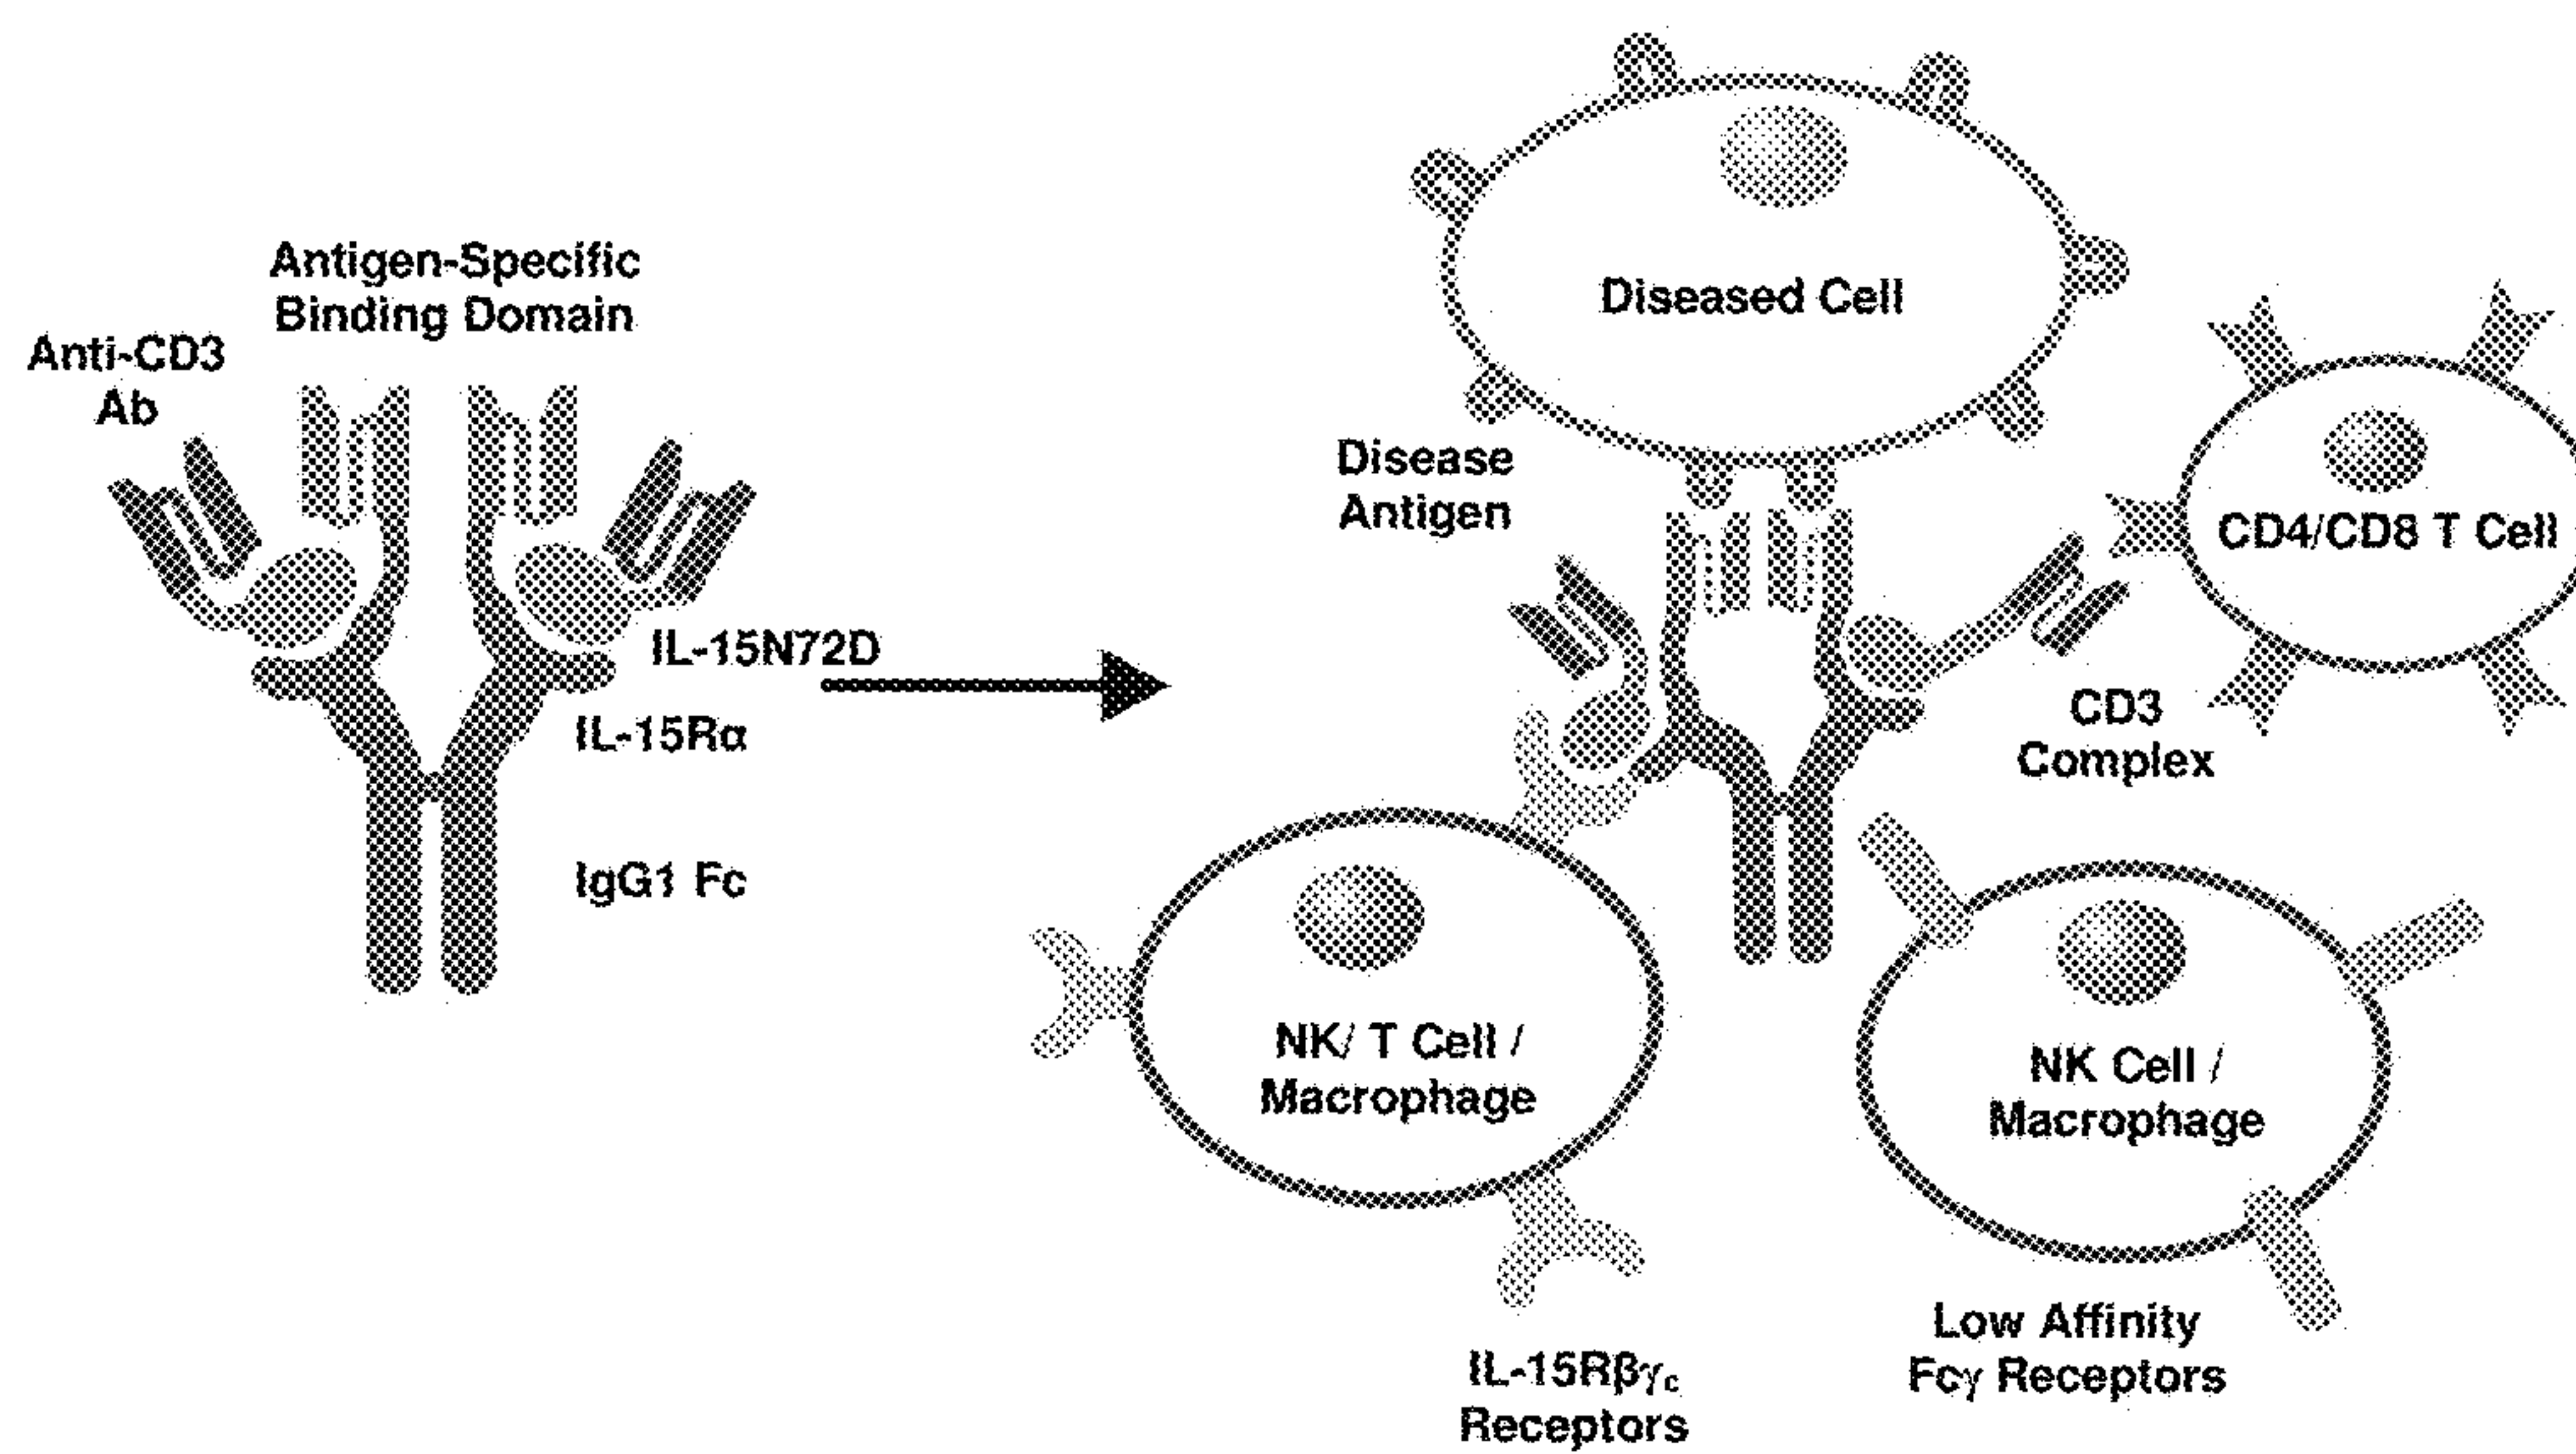 Antigen-Specific
Binding Domain
Anti-CD3
Ab
IL-15N72D
IL-15Rα
IgG1 Fc
Diseased Cell
Disease
Antigen
CD4/CD8 T Cell
CD3
Complex
NK/ T Cell /
Macrophage
NK Cell /
Macrophage
IL-15Rβγc
Receptors
Low Affinity
Fcγ Receptors